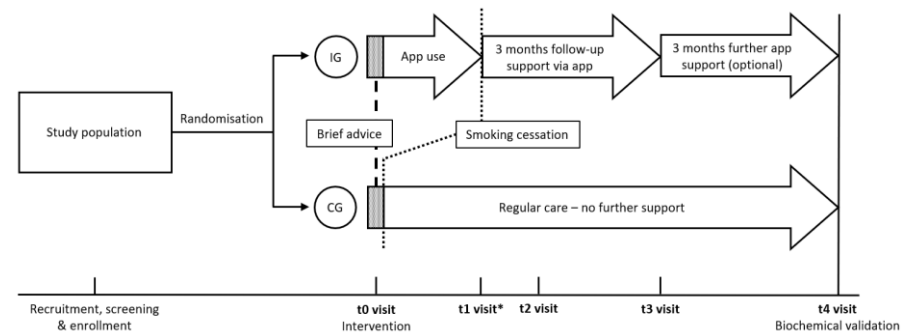 IG
App use
3 months follow-up
support via app
3 months further app
support (optional)
Randomisation
Study population
Brief advice
Smoking cessation
CG
Regular care – no further support
Recruitment, screening
& enrollment
t0 visit
Intervention
t1 visit*
t2 visit
t3 visit
t4 visit
Biochemical validation